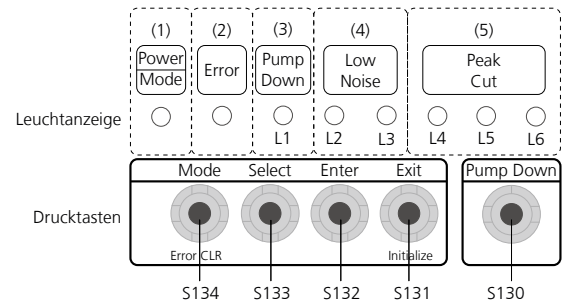 (1) (2) (3) (4) (5)
Power Error Pump Low Peak
Mode Down Noise Cut
Leuchtanzeige
L1 L2 L3 L4 L5 L6
Mode Select Enter Exit Pump Down
Drucktasten
Error CLR Initialize
S134 S133 S132 S131 S130